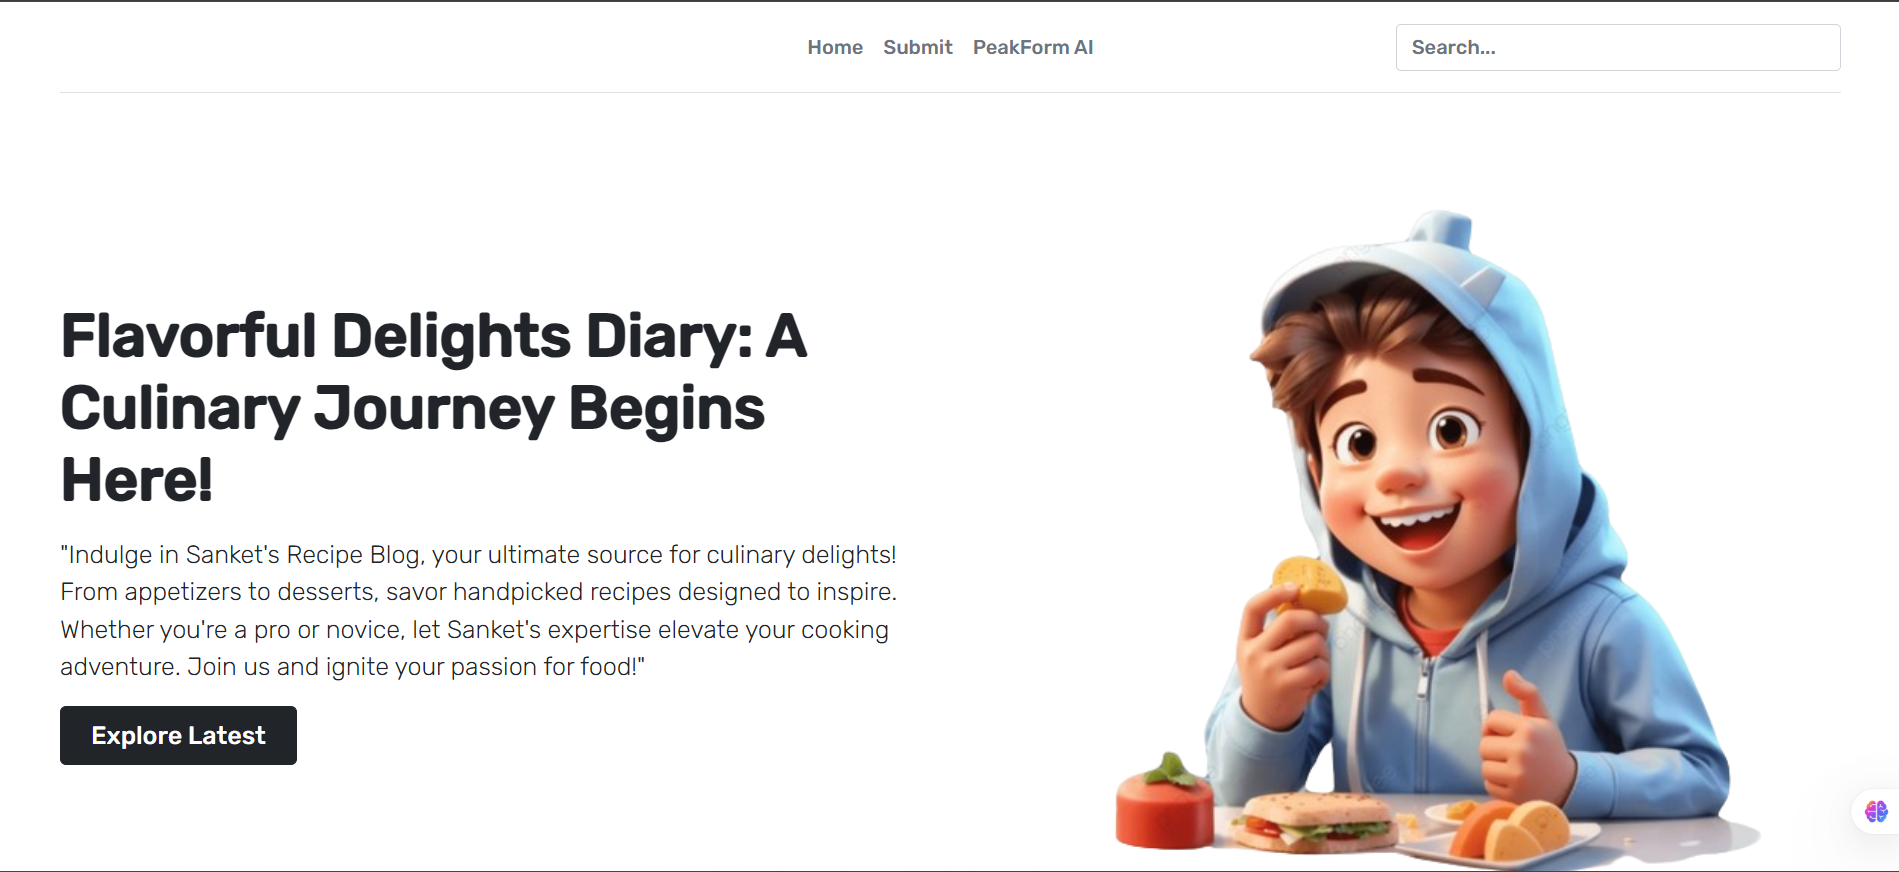 Home Submit PeakForm AI Search...
Flavorful Delights Diary: A
Culinary Journey Begins
Here!
"Indulge in Sanket's Recipe Blog, your ultimate source for culinary delights!
From appetizers to desserts, savor handpicked recipes designed to inspire.
Whether you're a pro or novice, let Sanket's expertise elevate your cooking
adventure. Join us and ignite your passion for food!"
Explore Latest